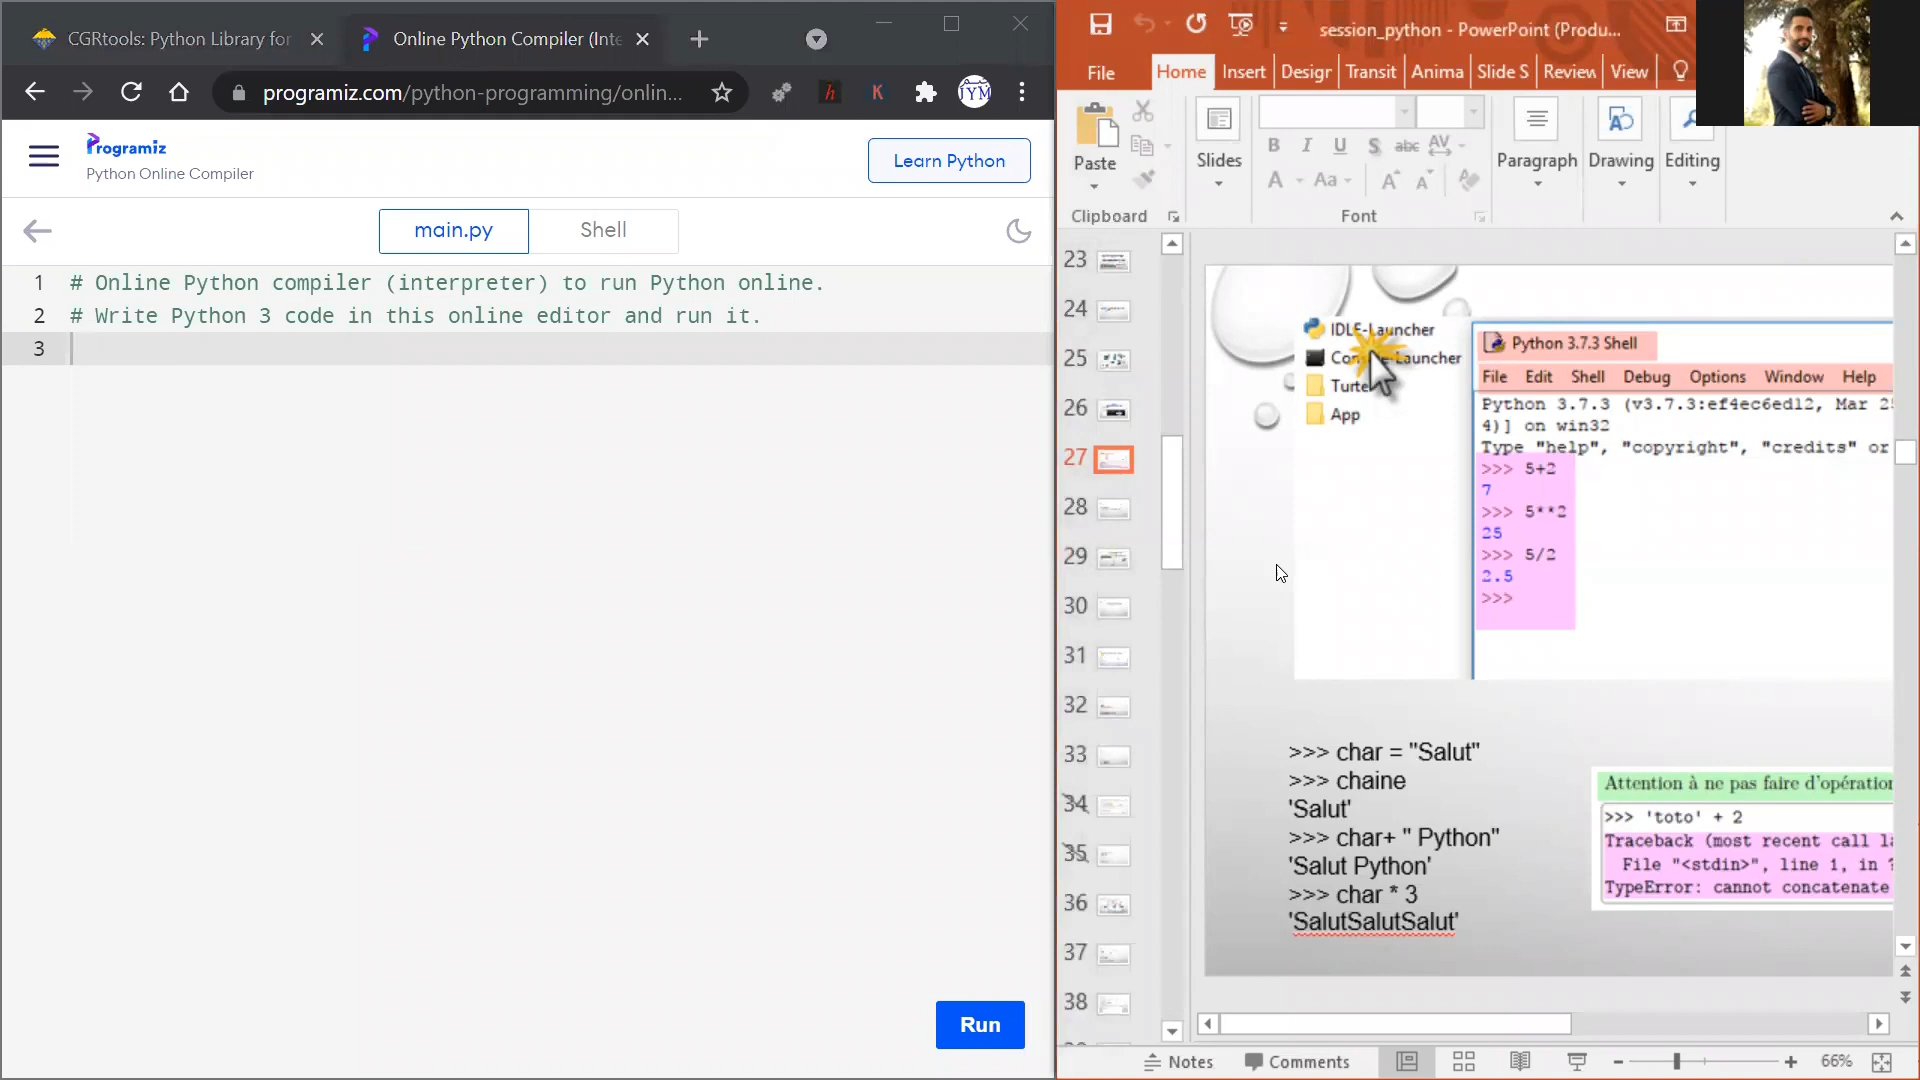 CGRtools: Python Library for
Online Python Compiler (Inte
programiz.com/python-programming/onlin...
Programiz
Python Online Compiler
Learn Python
main.py
Shell
1 # Online Python compiler (interpreter) to run Python online.
2 # Write Python 3 code in this online editor and run it.
3
Run
session_python - PowerPoint (Produ...
File Home Insert Design Transit Anima Slide S Review View
Paste
Slides
Paragraph
Drawing
Editing
Clipboard
Font
23
24
25
26
27
28
29
30
31
32
33
34
35
36
37
38
IDLE-Launcher
Launcher
App
Python 3.7.3 Shell
File Edit Shell Debug Options Window Help
Python 3.7.3 (v3.7.3:ef4ec6ed12, Mar 2
4)] on win32
Type "help", "copyright", "credits" or
>>> 5+2
7
>>> 5**2
25
>>> 5/2
2.5
>>>
>>> char = "Salut"
>>> chaine
'Salut'
>>> char+ " Python"
'Salut Python'
>>> char * 3
'SalutSalutSalut'
Attention à ne pas faire d'opération
>>> 'toto' + 2
Traceback (most recent call la
File "<stdin>", line 1, in ?
TypeError: cannot concatenate
Notes
Comments
66%